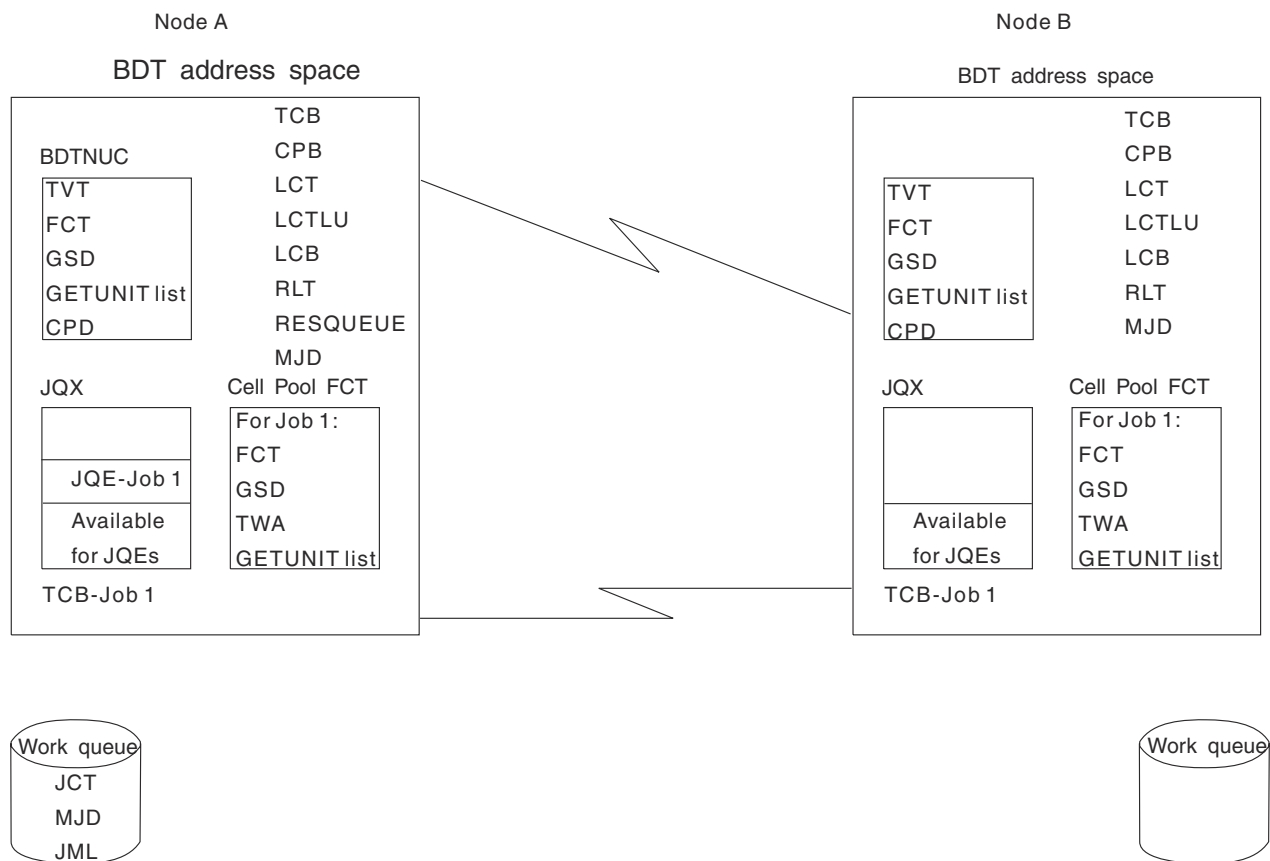 Node A
BDT address space
TCB
CPB
LCT
LCTLU
LCB
RLT
RESQUEUE
MJD
BDTNUC
TVT
FCT
GSD
GETUNIT list
CPD
JQX
JQE-Job 1
Available
for JQEs
Cell Pool FCT
For Job 1:
FCT
GSD
TWA
GETUNIT list
TCB-Job 1
Work queue
JCT
MJD
JML
Node B
BDT address space
TCB
CPB
LCT
LCTLU
LCB
RLT
MJD
TVT
FCT
GSD
GETUNIT list
CPD
JQX
Available
for JQEs
Cell Pool FCT
For Job 1:
FCT
GSD
TWA
GETUNIT list
TCB-Job 1
Work queue